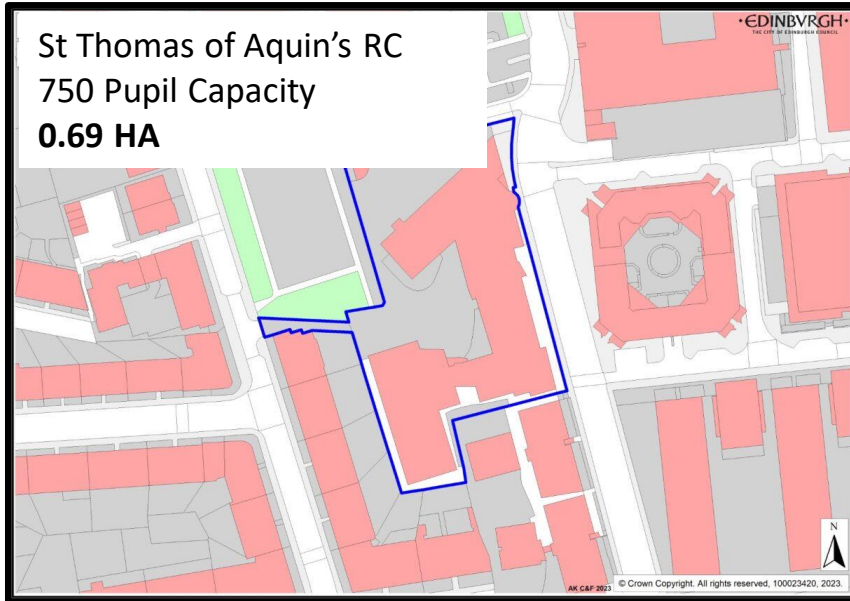 St Thomas of Aquin’s RC
750 Pupil Capacity
0.69 HA
·EDINBVRGH·
THE CITY OF EDINBURGH COUNCIL
N
AK C&F 2023
© Crown Copyright. All rights reserved, 100023420, 2023.